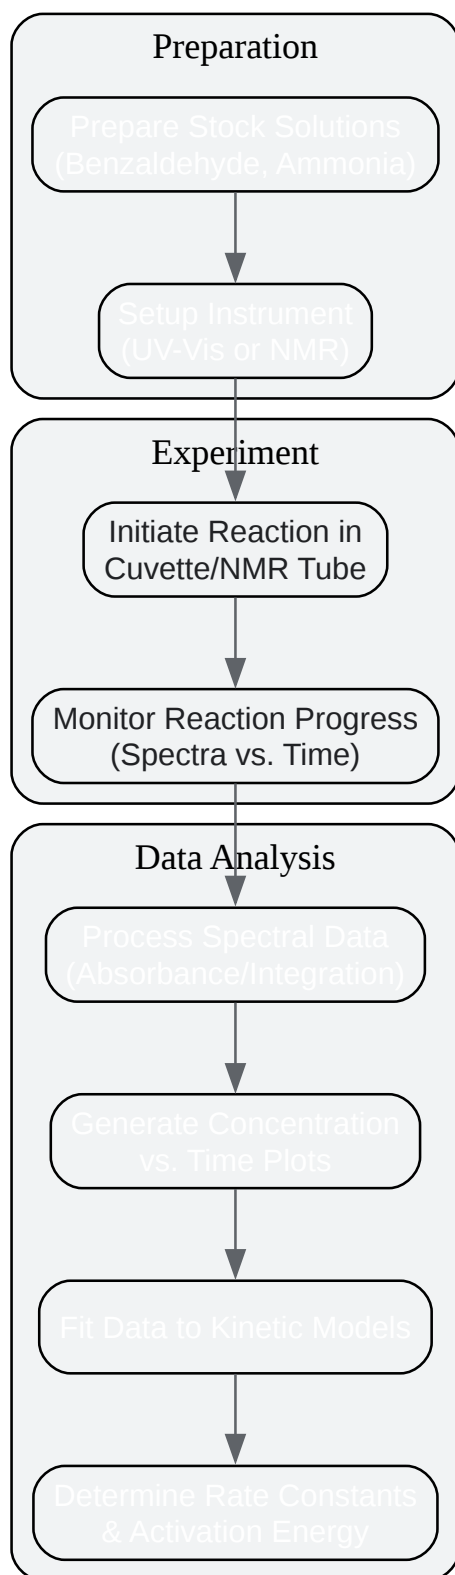 Preparation
Prepare Stock Solutions
(Benzaldehyde, Ammonia)
Setup Instrument
(UV-Vis or NMR)
Experiment
Initiate Reaction in
Cuvette/NMR Tube
Monitor Reaction Progress
(Spectra vs. Time)
Data Analysis
Process Spectral Data
(Absorbance/Integration)
Generate Concentration
vs. Time Plots
Fit Data to Kinetic Models
Determine Rate Constants
& Activation Energy